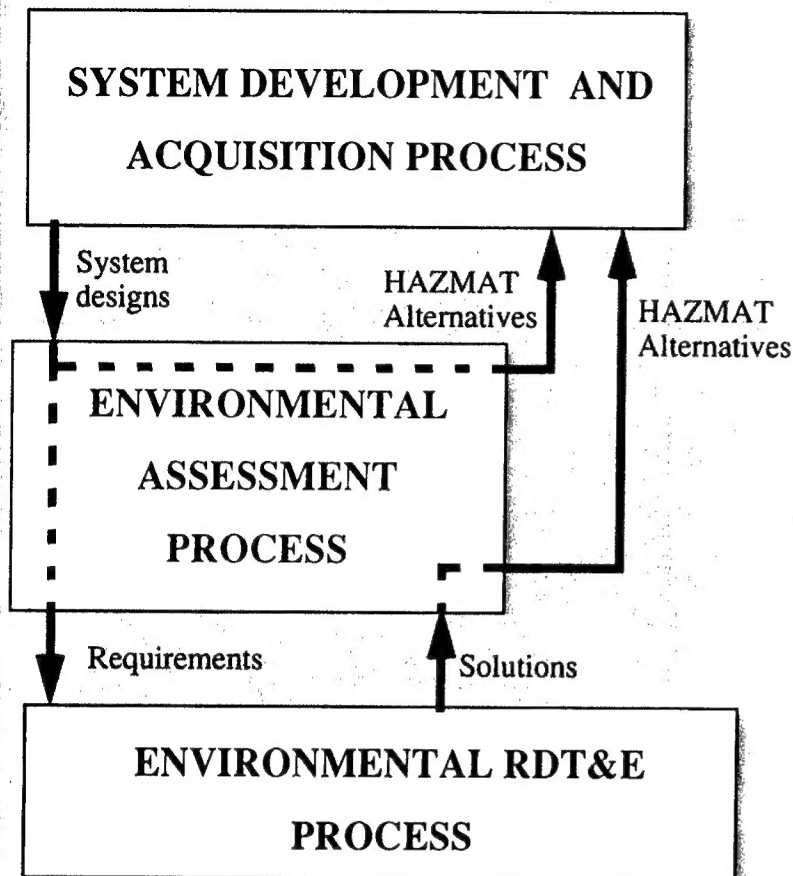 SYSTEM DEVELOPMENT AND
ACQUISITION PROCESS
System
designs
HAZMAT
Alternatives
HAZMAT
Alternatives
ENVIRONMENTAL
ASSESSMENT
PROCESS
Requirements
Solutions
ENVIRONMENTAL RDT&E
PROCESS